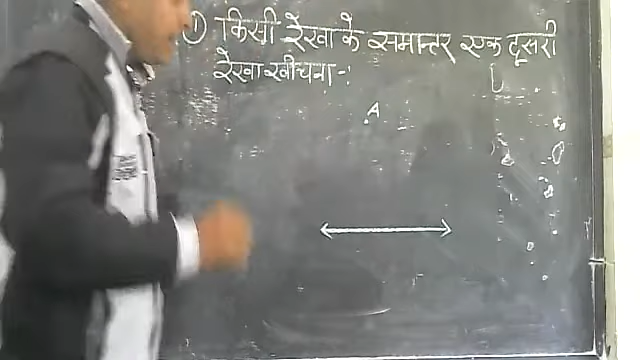 ① किसी रेखा के समान्तर एक दूसरी
रेखा खींचना -:
A